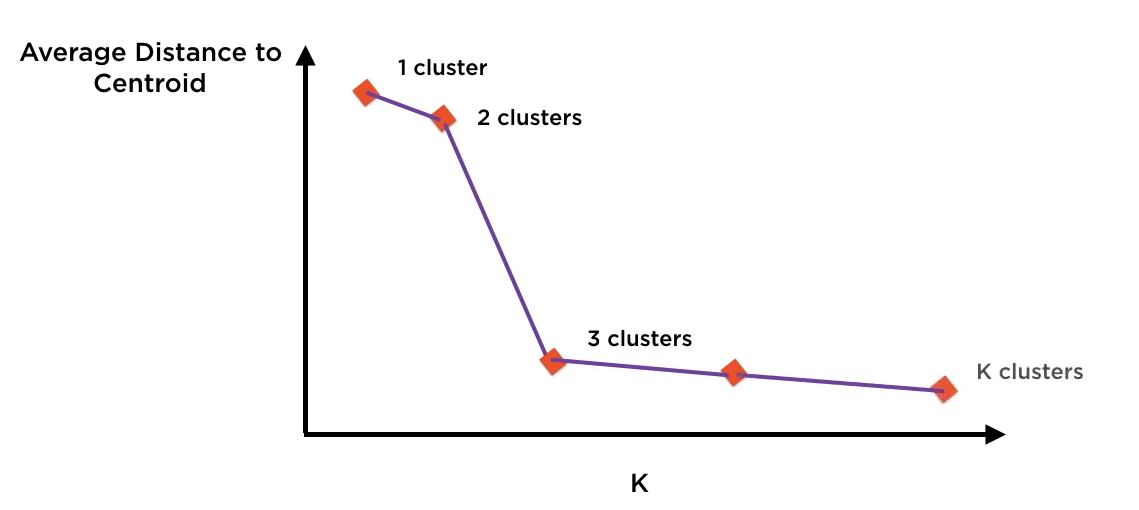 Average Distance to
Centroid
1 cluster
2 clusters
3 clusters
K clusters
K